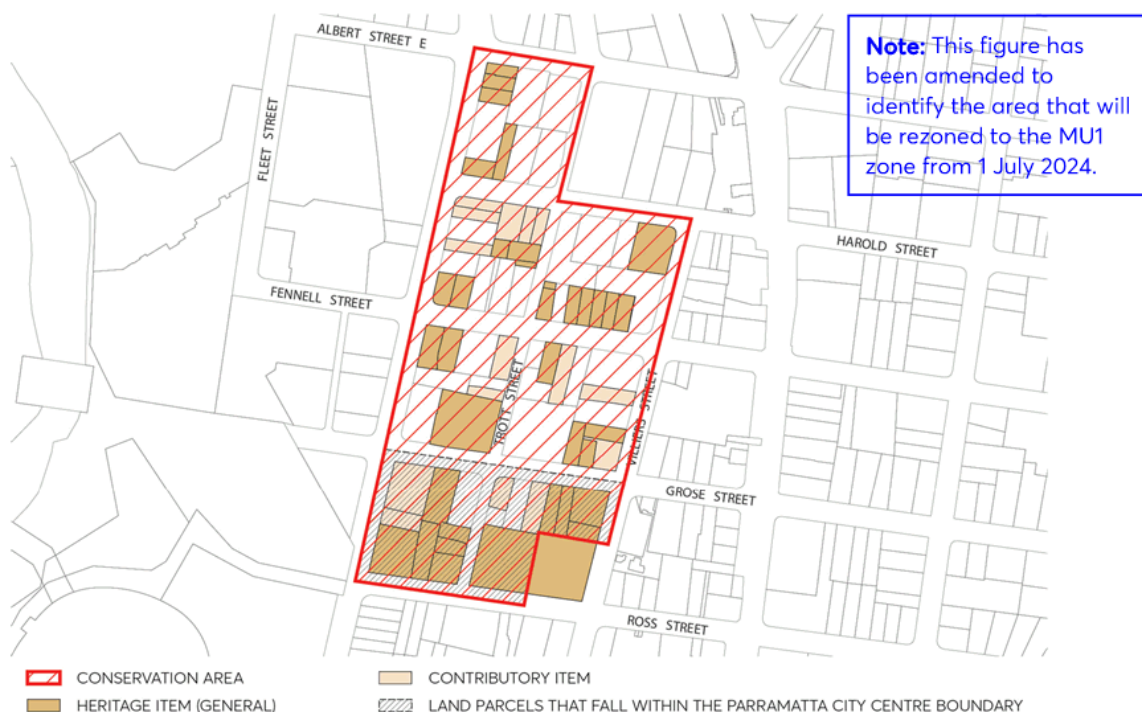 ALBERT STREET E
Note: This figure has
been amended to
identify the area that will
be rezoned to the MU1
zone from 1 July 2024.
FLEET STREET
HAROLD STREET
FENNELL STREET
TROTT STREET
VILLIERS STREET
GROSE STREET
ROSS STREET
CONSERVATION AREA
CONTRIBUTORY ITEM
HERITAGE ITEM (GENERAL)
LAND PARCELS THAT FALL WITHIN THE PARRAMATTA CITY CENTRE BOUNDARY